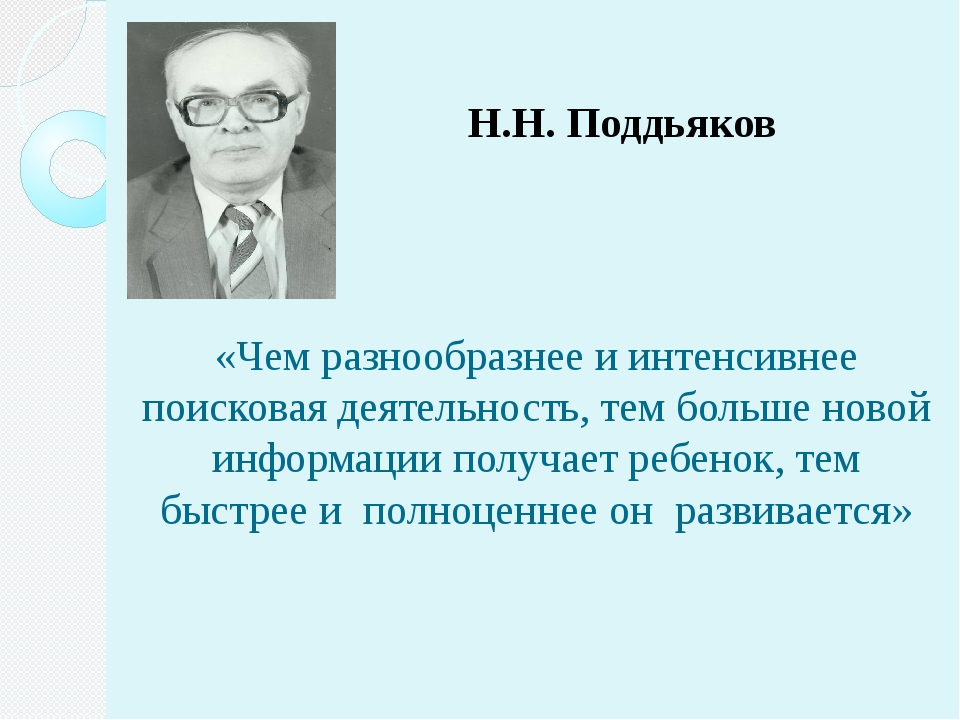 Н.Н. Поддьяков
«Чем разнообразнее и интенсивнее
поисковая деятельность, тем больше новой
информации получает ребенок, тем
быстрее и  полноценнее он  развивается»